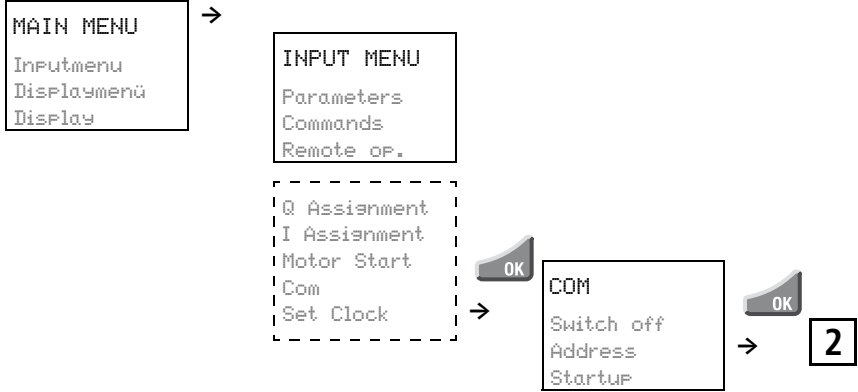 MAIN MENU
Inputmenu
Displaymenü
Display
INPUT MENU
Parameters
Commands
Remote op.
Q Assignment
I Assignment
Motor Start
Com
Set Clock
OK
COM
Switch off
Address
Startup
OK
2